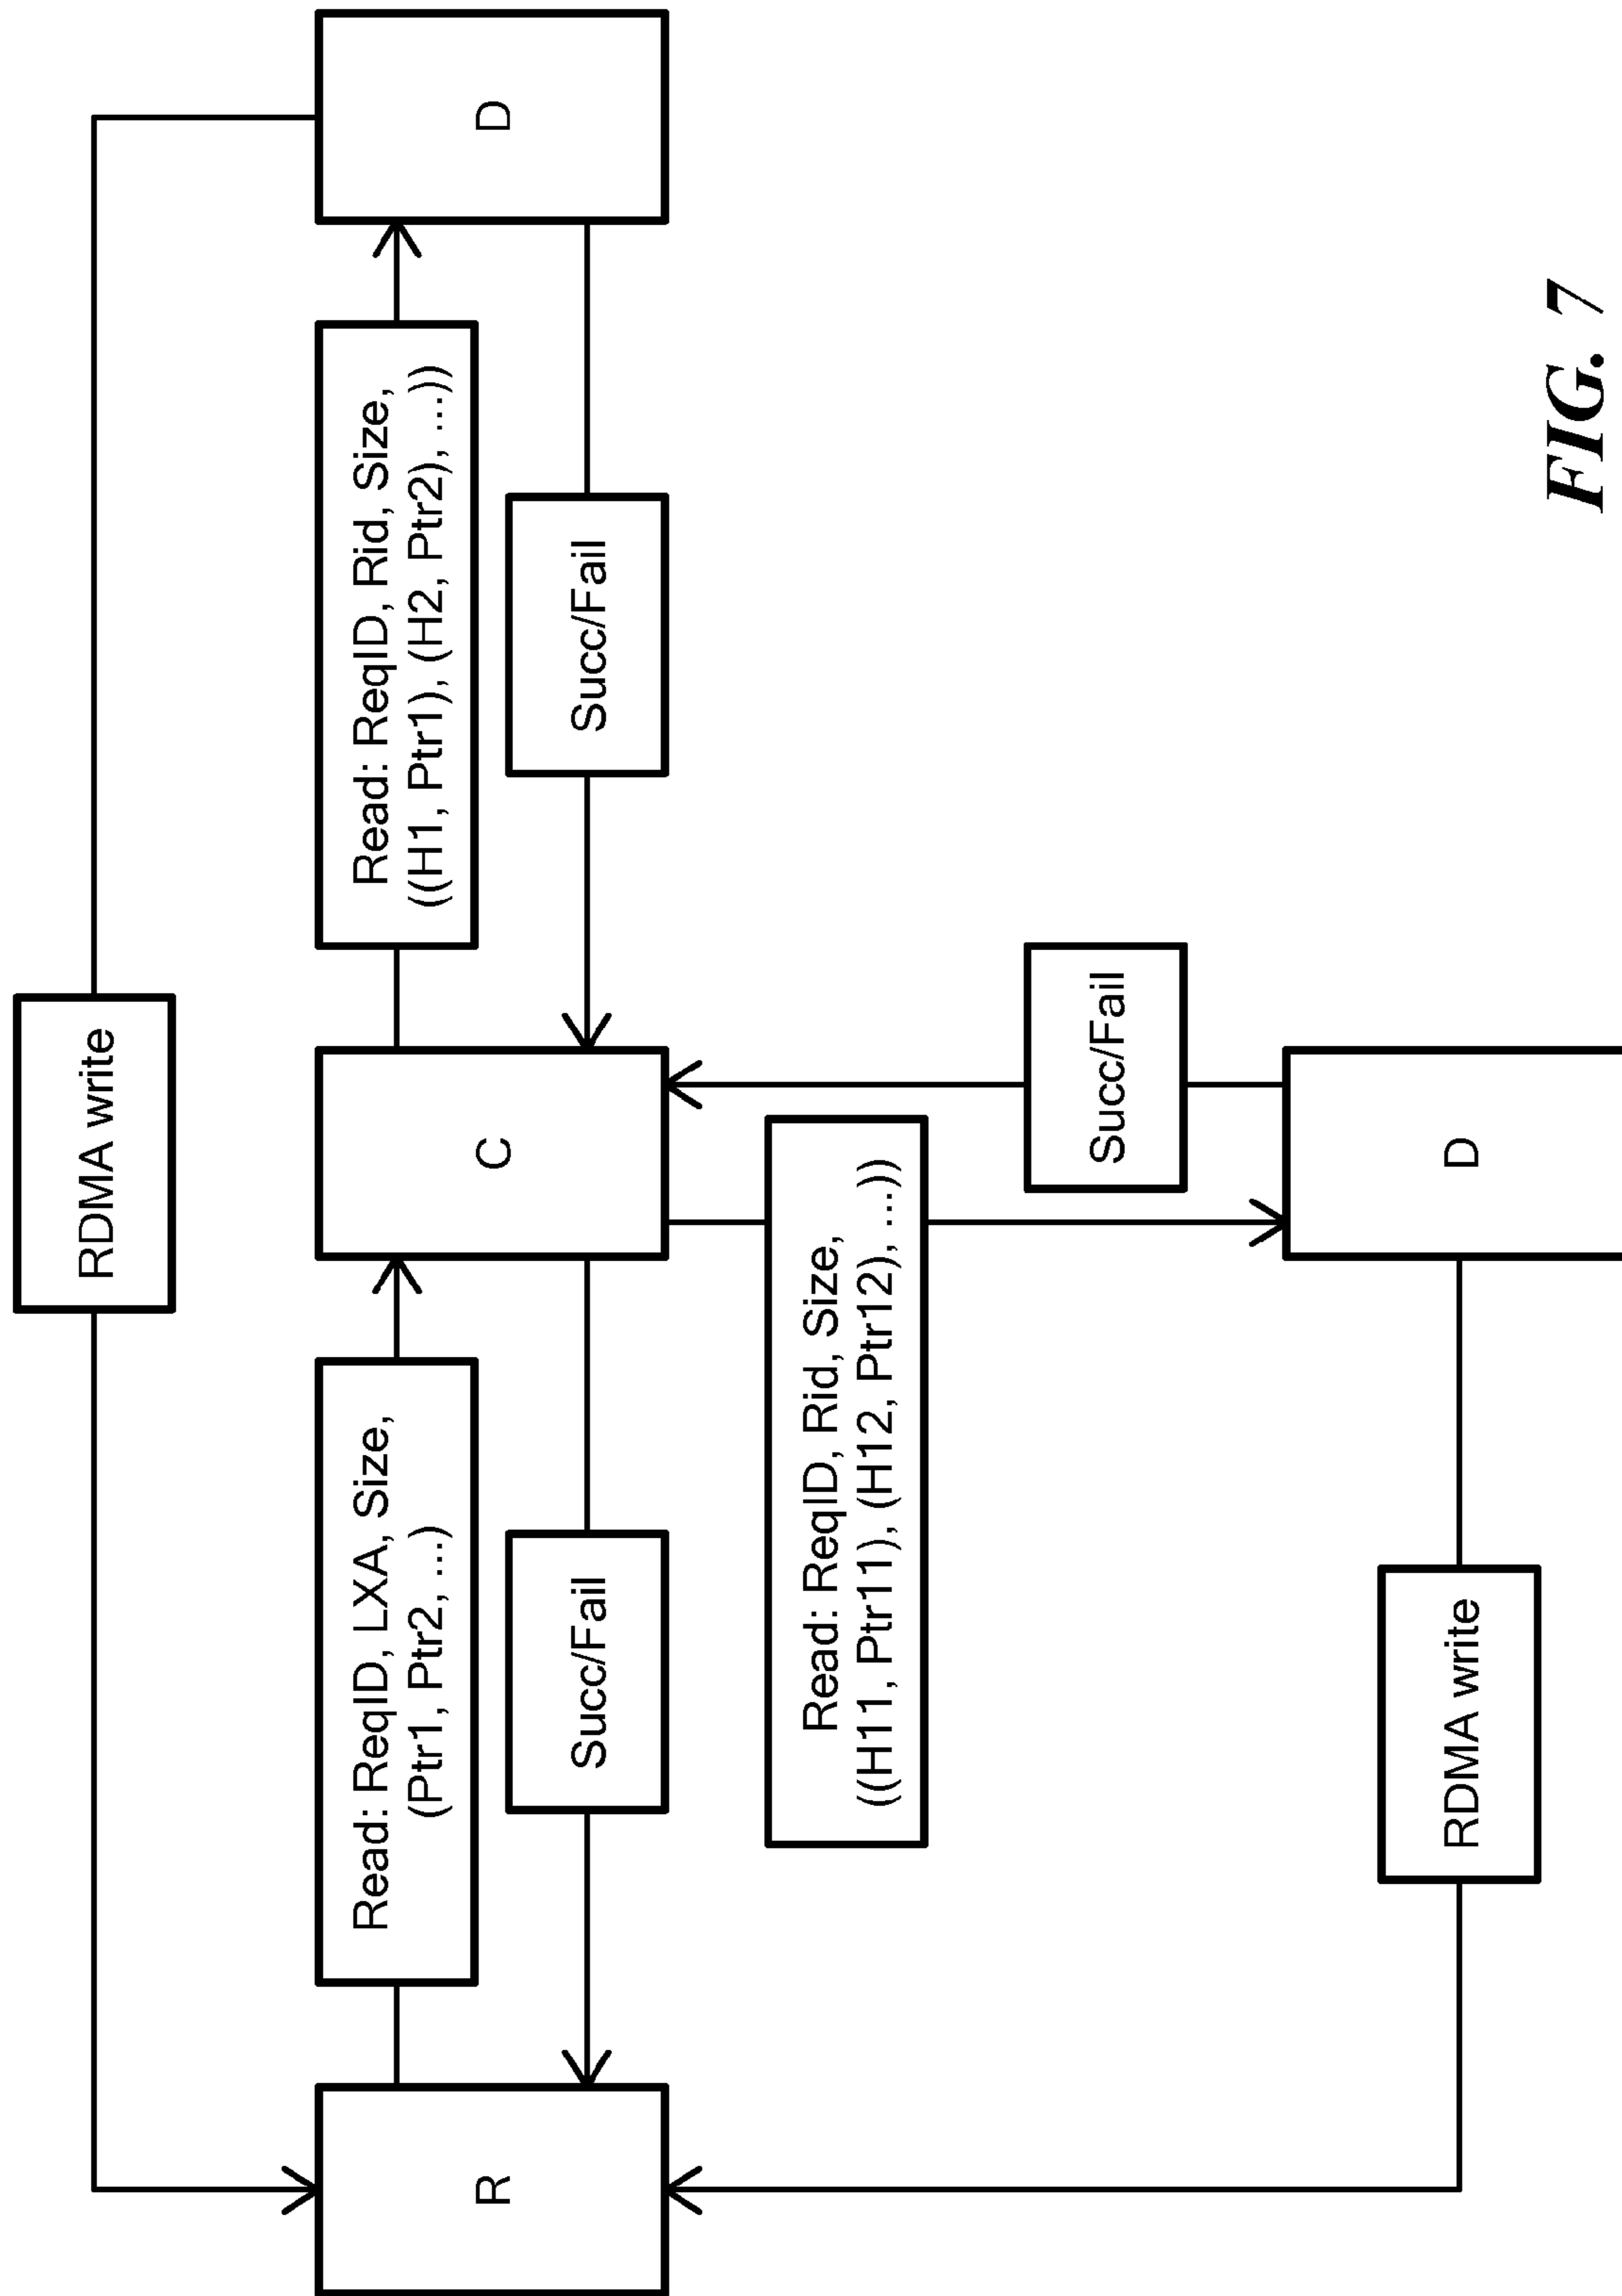 RDMA write
R
Read: ReqID, LXA, Size,
(Ptr1, Ptr2, ...)
C
Read: ReqID, Rid, Size,
((H1, Ptr1), (H2, Ptr2), ...))
D
Succ/Fail
Succ/Fail
Read: ReqID, Rid, Size,
((H11, Ptr11), (H12, Ptr12), ...))
Succ/Fail
RDMA write
D
FIG. 7